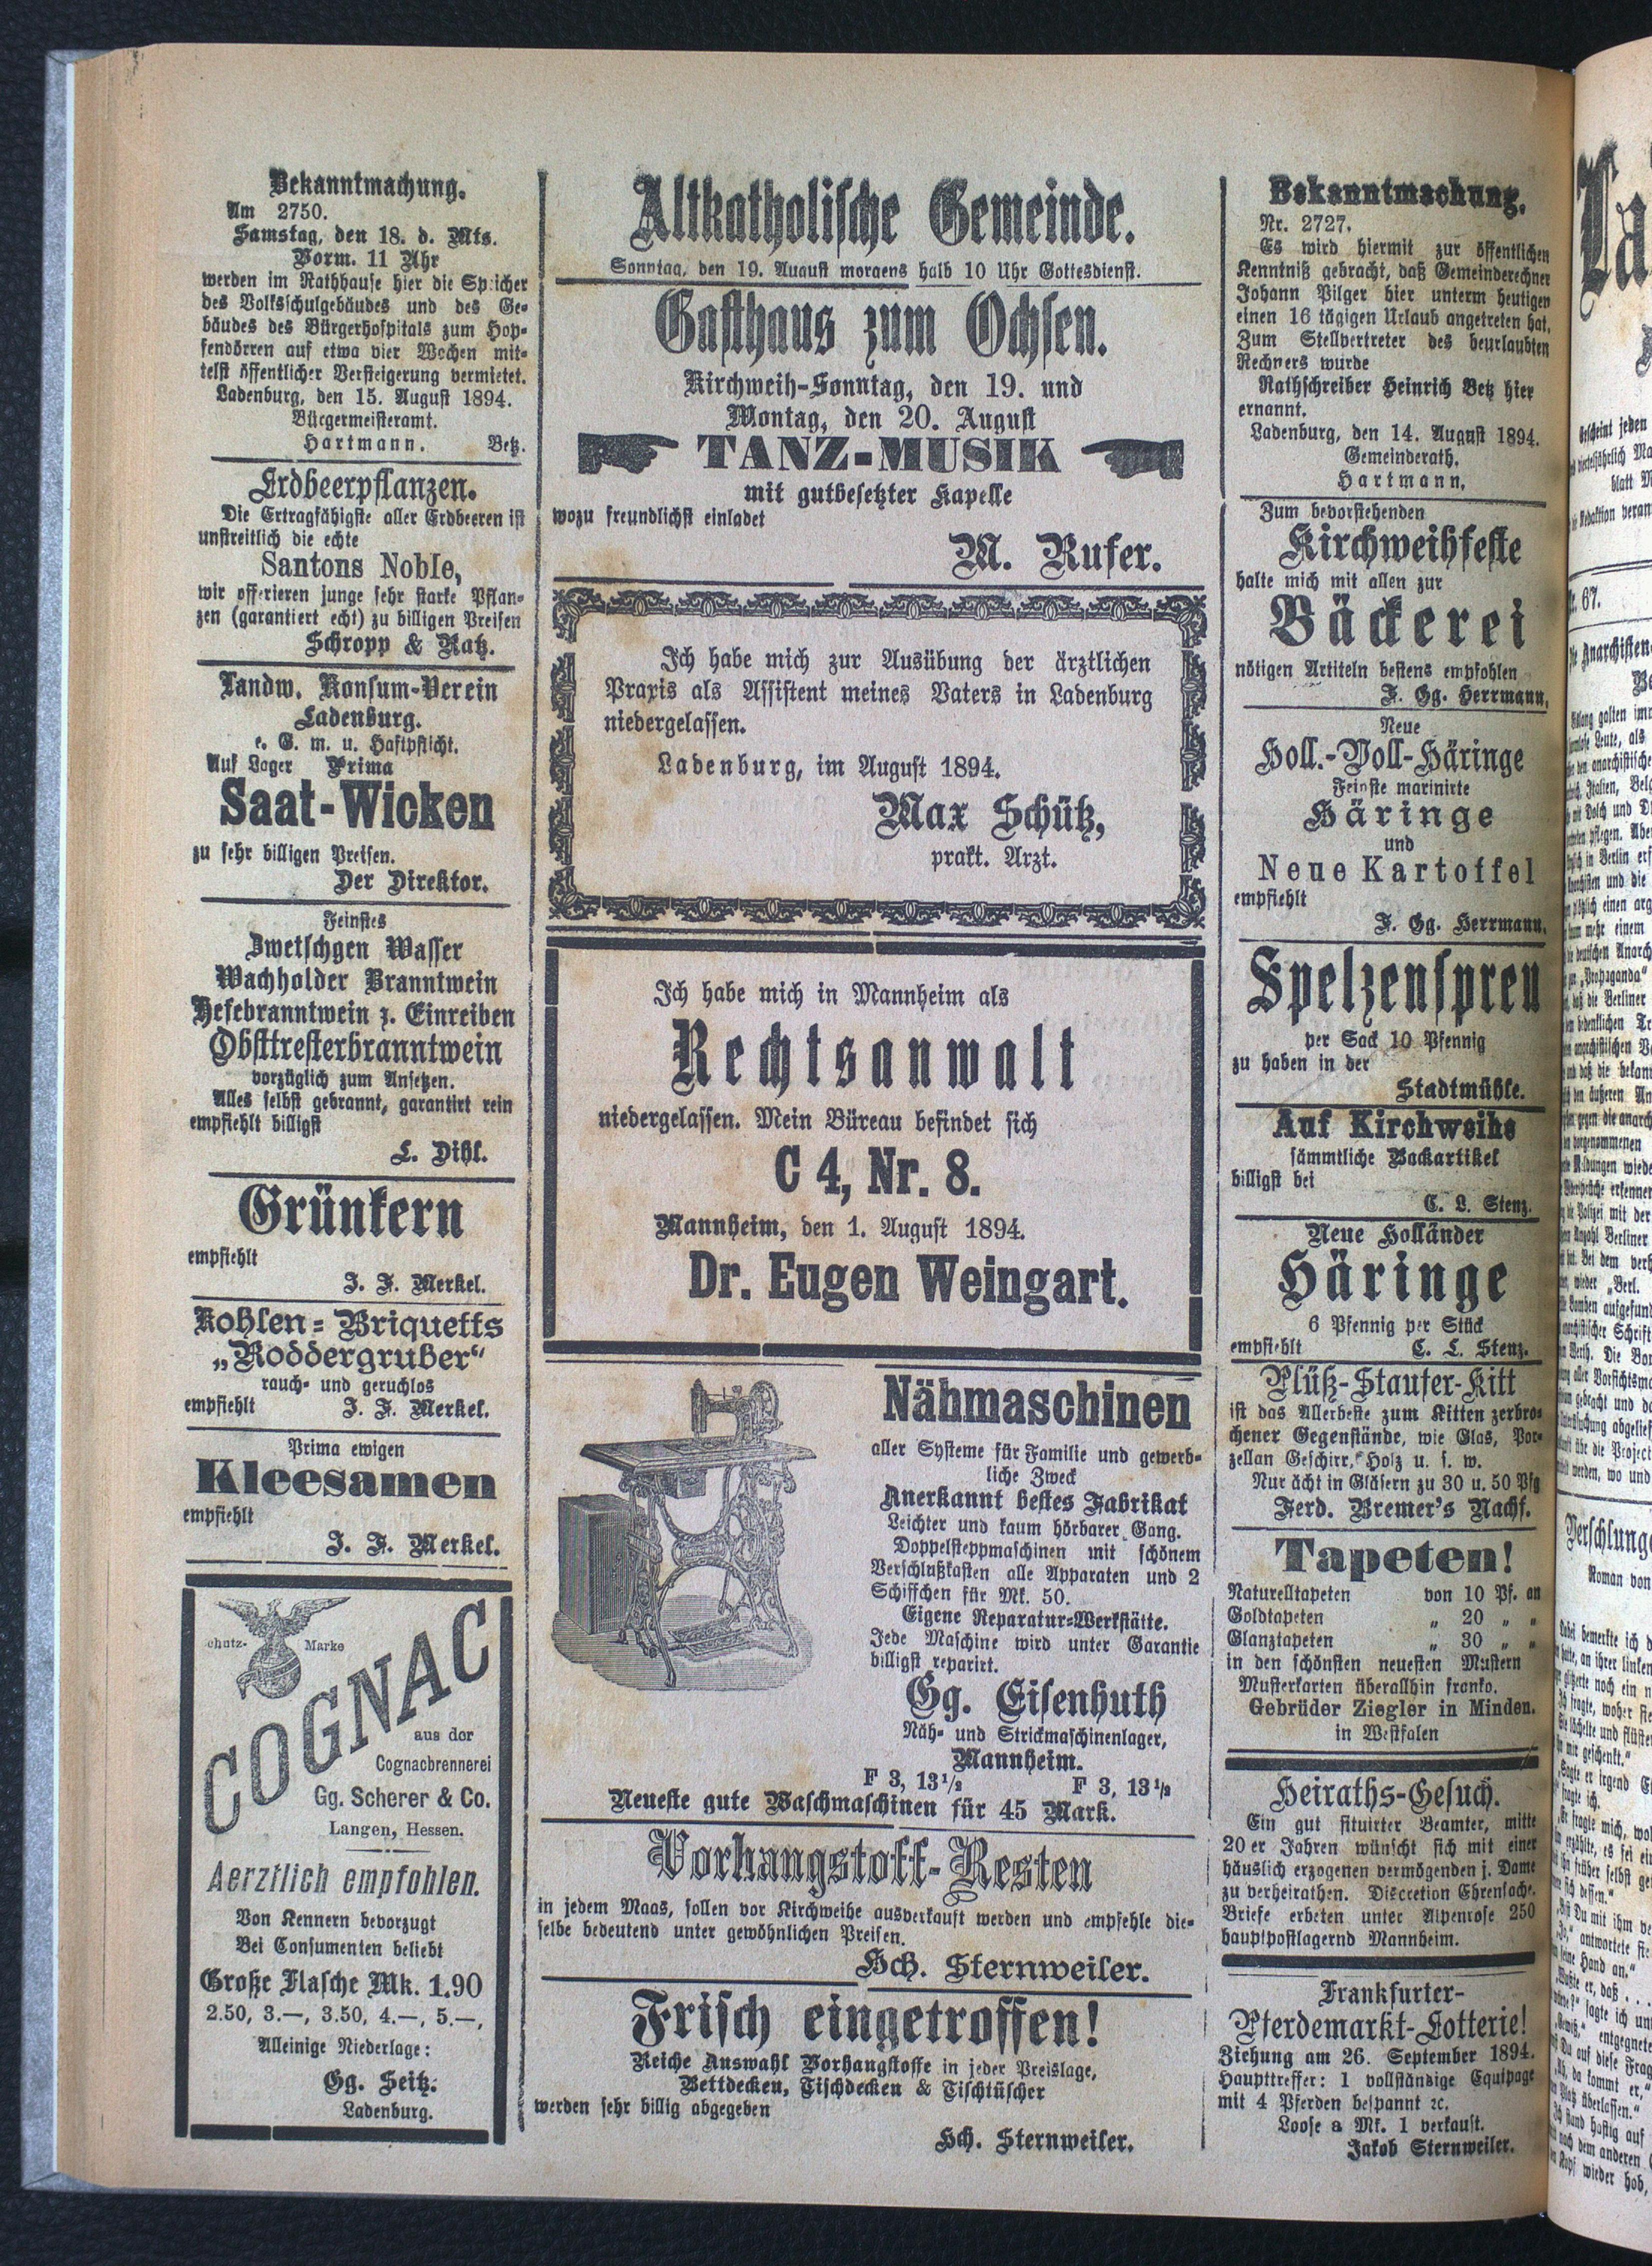 Bekanntmachung.
Am 2750.
Samstag, den 18. d. Mts.
Vorm. 11 Uhr
werden im Rathhause hier die Speicher
des Volksschulgebäudes und des Ge-
bäudes des Bürgerhospitals zum Hop-
fendörren auf etwa vier Wochen mit-
telst öffentlicher Versteigerung vermietet.
Ladenburg, den 15. August 1894.
Bürgermeisteramt.
Hartmann. Betz.
Erdbeerpflanzen.
Die Ertragfähigste aller Erdbeeren ist
unstreitlich die echte
Santons Noble,
wir offerieren junge sehr starke Pflan-
zen (garantiert echt) zu billigen Preisen
Schropp & Ratz.
Landw. Konsum-Verein
Ladenburg.
e. G. m. u. Haftpflicht.
Auf Lager Prima
Saat-Wicken
zu sehr billigen Preisen.
Der Direktor.
Feinstes
Zwetschgen Wasser
Wachholder Branntwein
Hefebranntwein z. Einreiben
Obsttresterbranntwein
vorzüglich zum Ansetzen.
Alles selbst gebrannt, garantirt rein
empfiehlt billigst
L. Dihl.
Grünkern
empfiehlt
J. F. Merkel.
Kohlen-Briquetts
„Roddergruber“
rauch- und geruchlos
empfiehlt J. F. Merkel.
Prima ewigen
Kleesamen
empfiehlt
J. F. Merkel.
chutz- Marke
COGNAC
aus der
Cognacbrennerei
Gg. Scherer & Co.
Langen, Hessen.
Aerztlich empfohlen.
Von Kennern bevorzugt
Bei Consumenten beliebt
Große Flasche Mk. 1.90
2.50, 3.—, 3.50, 4.—, 5.—,
Alleinige Niederlage:
Gg. Seitz.
Ladenburg.
Altkatholische Gemeinde.
Sonntag, den 19. August morgens halb 10 Uhr Gottesdienst.
Gasthaus zum Ochsen.
Kirchweih-Sonntag, den 19. und
Montag, den 20. August
TANZ-MUSIK
mit gutbesetzter Kapelle
wozu freundlichst einladet
M. Rufer.
Ich habe mich zur Ausübung der ärztlichen
Praxis als Assistent meines Vaters in Ladenburg
niedergelassen.
Ladenburg, im August 1894.
Max Schütz,
prakt. Arzt.
Ich habe mich in Mannheim als
Rechtsanwalt
niedergelassen. Mein Büreau befindet sich
C 4, Nr. 8.
Mannheim, den 1. August 1894.
Dr. Eugen Weingart.
Nähmaschinen
aller Systeme für Familie und gewerb-
liche Zweck
Anerkannt bestes Fabrikat
Leichter und kaum hörbarer Gang.
Doppelsteppmaschinen mit schönem
Verschlußkasten alle Apparaten und 2
Schiffchen für Mk. 50.
Eigene Reparatur-Werkstätte.
Jede Maschine wird unter Garantie
billigst reparirt.
Gg. Eisenhuth
Näh- und Strickmaschinenlager,
Mannheim.
F 3, 13½ F 3, 13½
Neueste gute Waschmaschinen für 45 Mark.
Vorhangstoff-Resten
in jedem Maas, sollen vor Kirchweihe ausverkauft werden und empfehle die-
selbe bedeutend unter gewöhnlichen Preisen.
Hch. Sternweiler.
Frisch eingetroffen!
Reiche Auswahl Vorhangstoffe in jeder Preislage,
Bettdecken, Tischdecken & Tischtüscher
werden sehr billig abgegeben
Hch. Sternweiler.
Bekanntmachung.
Nr. 2727.
Es wird hiermit zur öffentlichen
Kenntniß gebracht, daß Gemeinderechner
Johann Pilger hier unterm heutigen
einen 16 tägigen Urlaub angetreten hat.
Zum Stellvertreter des beurlaubten
Rechners wurde
Rathschreiber Heinrich Betz hier
ernannt.
Ladenburg, den 14. August 1894.
Gemeinderath.
Hartmann,
Zum bevorstehenden
Kirchweihfeste
halte mich mit allen zur
Bäckerei
nötigen Artiteln bestens empfohlen
F. Gg. Herrmann.
Neue
Holl.-Voll-Häringe
Feinste marinirte
Häringe
und
Neue Kartoffel
empfiehlt
F. Gg. Herrmann.
Spelzenspreu
per Sack 10 Pfennig
zu haben in der
Stadtmühle.
Auf Kirchweihe
sämmtliche Backartikel
billigst bei
C. L. Stenz.
Neue Holländer
Häringe
6 Pfennig per Stück
empfiehlt C. L. Stenz.
Plüß-Staufer-Kitt
ist das Allerbeste zum Kitten zerbro-
chener Gegenstände, wie Glas, Por-
zellan Geschirr, Holz u. s. w.
Nur ächt in Gläsern zu 30 u. 50 Pfg
Ferd. Bremer's Nachf.
Tapeten!
Naturelltapeten von 10 Pf. an
Goldtapeten „ 20 „ „
Glanztapeten „ 30 „ „
in den schönsten neuesten Mustern
Musterkarten überallhin franko.
Gebrüder Ziegler in Minden.
in Westfalen
Heiraths-Gesuch.
Ein gut situirter Beamter, mitte
20 er Jahren wünscht sich mit einer
häuslich erzogenen vermögenden j. Dame
zu verheirathen. Discretion Ehrensache.
Briefe erbeten unter Alpenrose 250
hauptpostlagernd Mannheim.
Frankfurter-
Pferdemarkt-Lotterie!
Ziehung am 26. September 1894.
Haupttreffer: 1 vollständige Equipage
mit 4 Pferden bespannt ꝛc.
Loose a Mk. 1 verkauft.
Jakob Sternweiler.